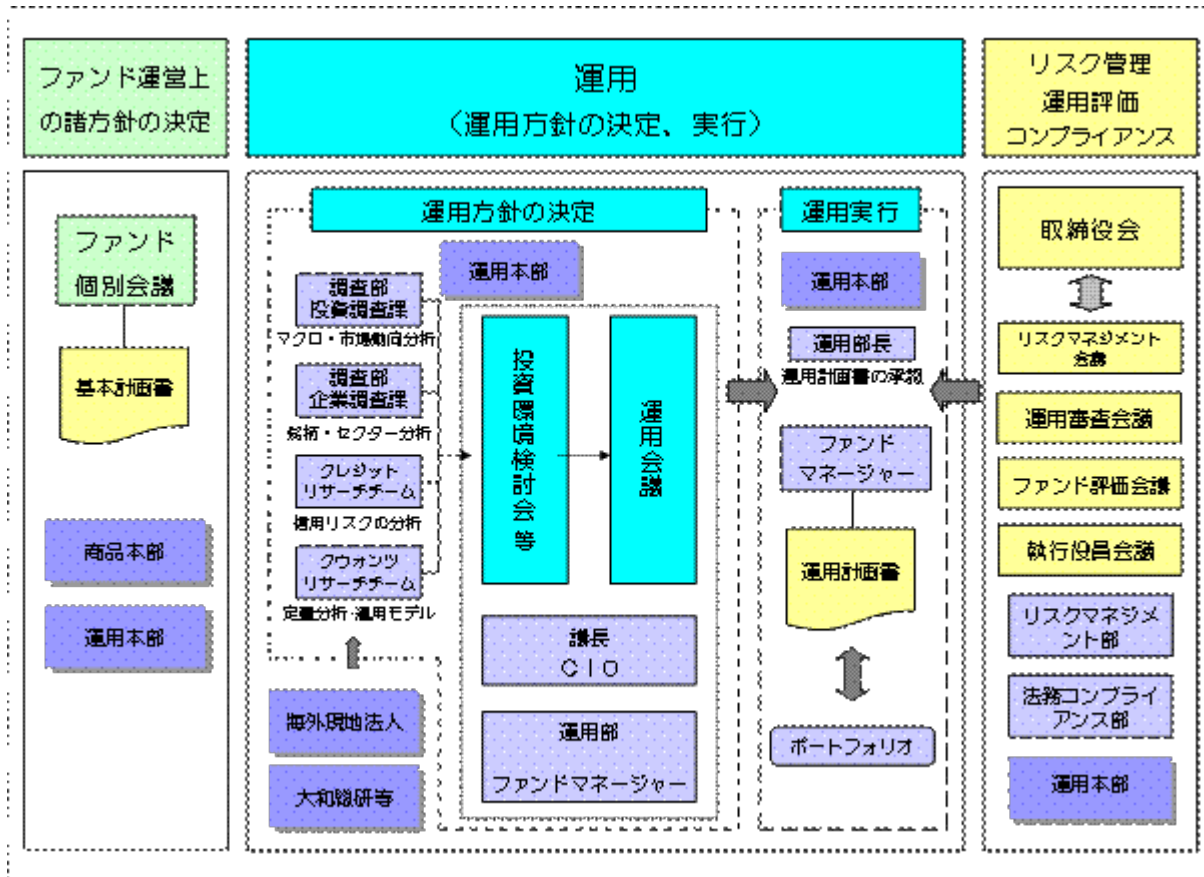 ファンド運営上
の諸方針の決定
運用
（運用方針の決定、実行）
リスク管理
運用評価
コンプライアンス
ファンド
個別会議
基本計画書
商品本部
運用本部
運用方針の決定
運用本部
調査部
投資調査課
マクロ・市場動向分析
調査部
企業調査課
銘柄・セクター分析
クレジット
リサーチチーム
信用リスクの分析
クウォンツ
リサーチチーム
定量分析・運用モデル
海外現地法人
大和総研等
投資環境検討会等
運用会議
議長
ＣＩＯ
運用部
ファンドマネージャー
運用実行
運用本部
運用部長
運用計画書の承認
ファンド
マネージャー
運用計画書
ポートフォリオ
取締役会
リスクマネジメント
会議
運用審査会議
ファンド評価会議
執行役員会議
リスクマネジメ
ント部
法務コンプライ
アンス部
運用本部